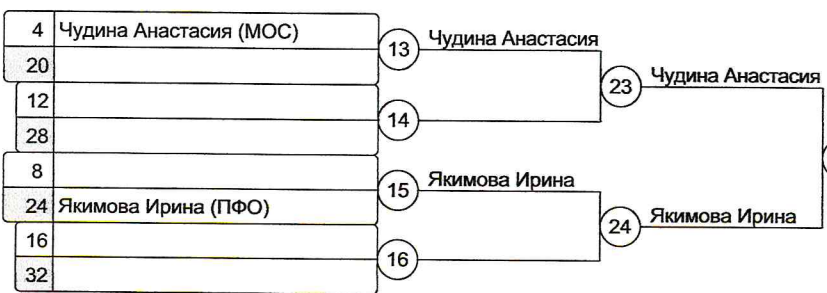 4 Чудина Анастасия (МОС)
20
12
28
8
24 Якимова Ирина (ПФО)
16
32
13 Чудина Анастасия
14
15 Якимова Ирина
16
23 Чудина Анастасия
24 Якимова Ирина